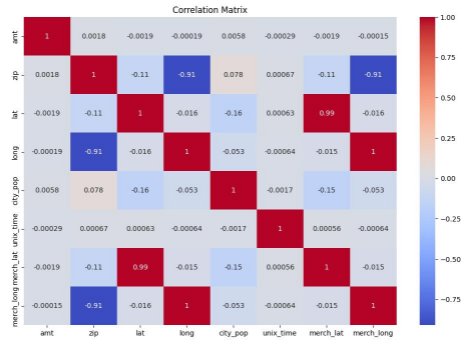 Correlation Matrix
amt 1 0.0018 -0.0019 -0.00019 0.0058 -0.00029 -0.0019 -0.00015
zip 0.0018 1 -0.11 -0.91 0.078 0.00067 -0.11 -0.91
lat -0.0019 -0.11 1 -0.016 -0.16 0.00063 0.99 -0.016
long -0.00019 -0.91 -0.016 1 -0.053 -0.00064 -0.015 1
city_pop 0.0058 0.078 -0.16 -0.053 1 -0.0017 -0.15 -0.053
unix_time -0.00029 0.00067 0.00063 -0.00064 -0.0017 1 0.00056 -0.00064
merch_lat -0.0019 -0.11 0.99 -0.015 -0.15 0.00056 1 -0.015
merch_long -0.00015 -0.91 -0.016 1 -0.053 -0.00064 -0.015 1
amt zip lat long city_pop unix_time merch_lat merch_long
1.00
0.75
0.50
0.25
0.00
-0.25
-0.50
-0.75